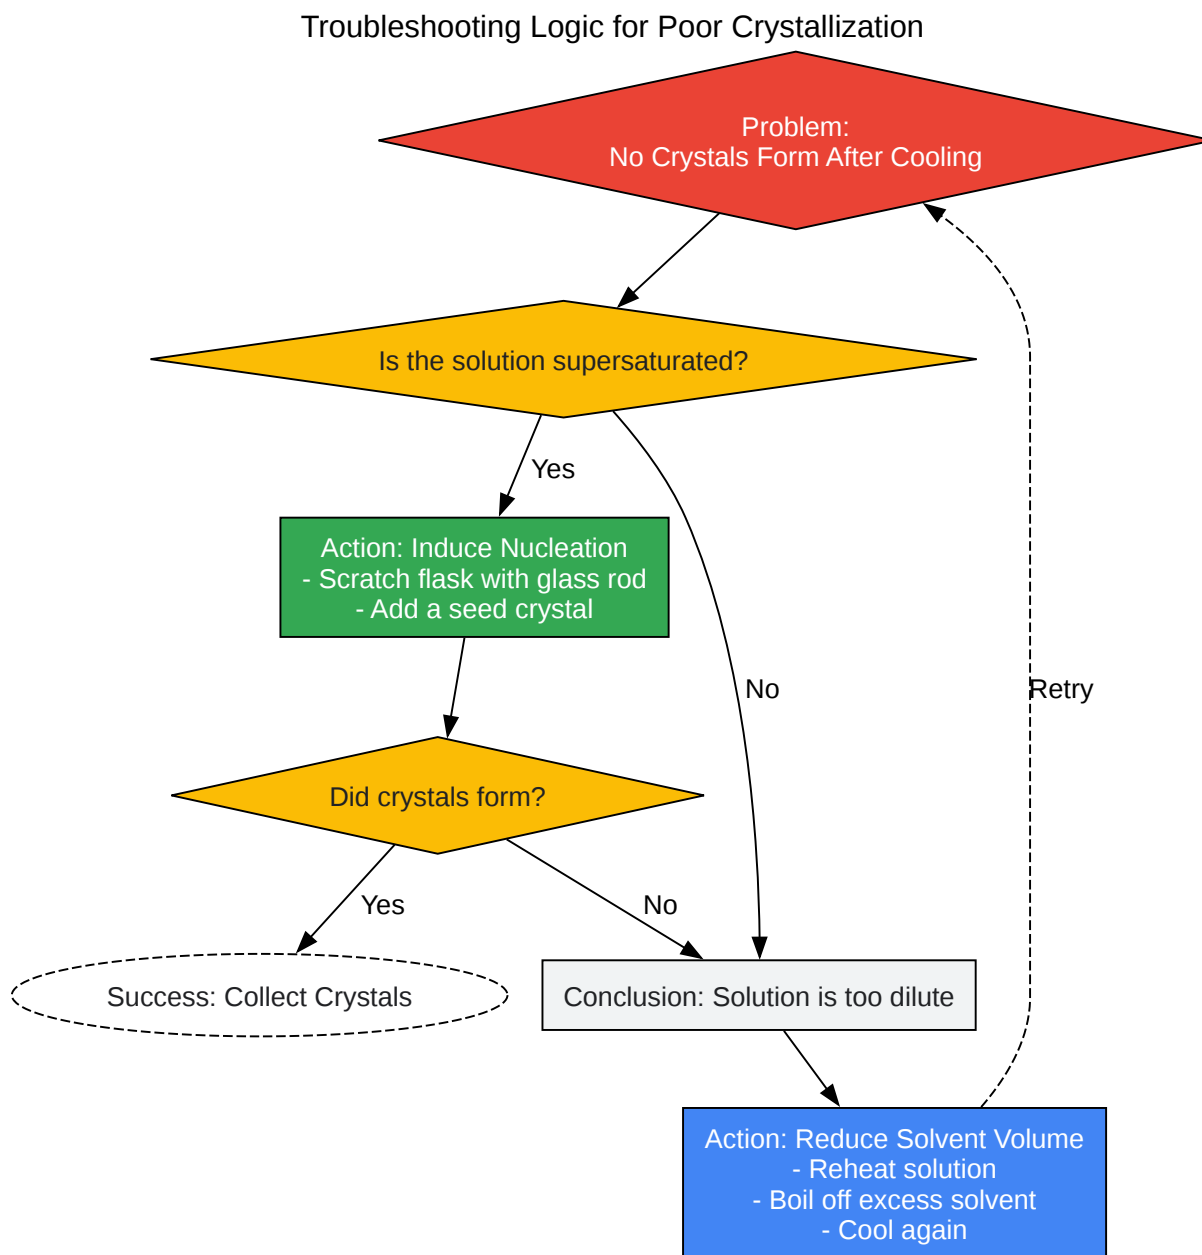 Troubleshooting Logic for Poor Crystallization
Problem:
No Crystals Form After Cooling
Is the solution supersaturated?
Yes
Action: Induce Nucleation
- Scratch flask with glass rod
- Add a seed crystal
No
Retry
Did crystals form?
Yes
No
Success: Collect Crystals
Conclusion: Solution is too dilute
Action: Reduce Solvent Volume
- Reheat solution
- Boil off excess solvent
- Cool again